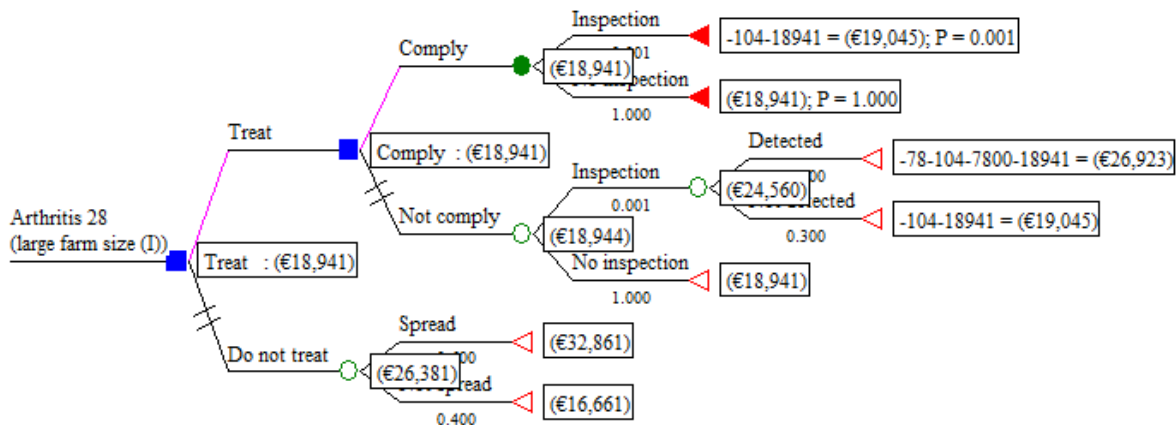 Inspection
-104-18941 = (€19,045); P = 0.001
Comply
(€18,941)
(€18,941); P = 1.000
1.000
Treat
Comply : (€18,941)
Detected
-78-104-7800-18941 = (€26,923)
Inspection
(€24,560)
0.001
Arthritis 28
(large farm size (I))
Not comply
-104-18941 = (€19,045)
(€18,944)
0.300
Treat : (€18,941)
No inspection
(€18,941)
1.000
Spread
(€32,861)
Do not treat
(€26,381)
(€16,661)
0.400